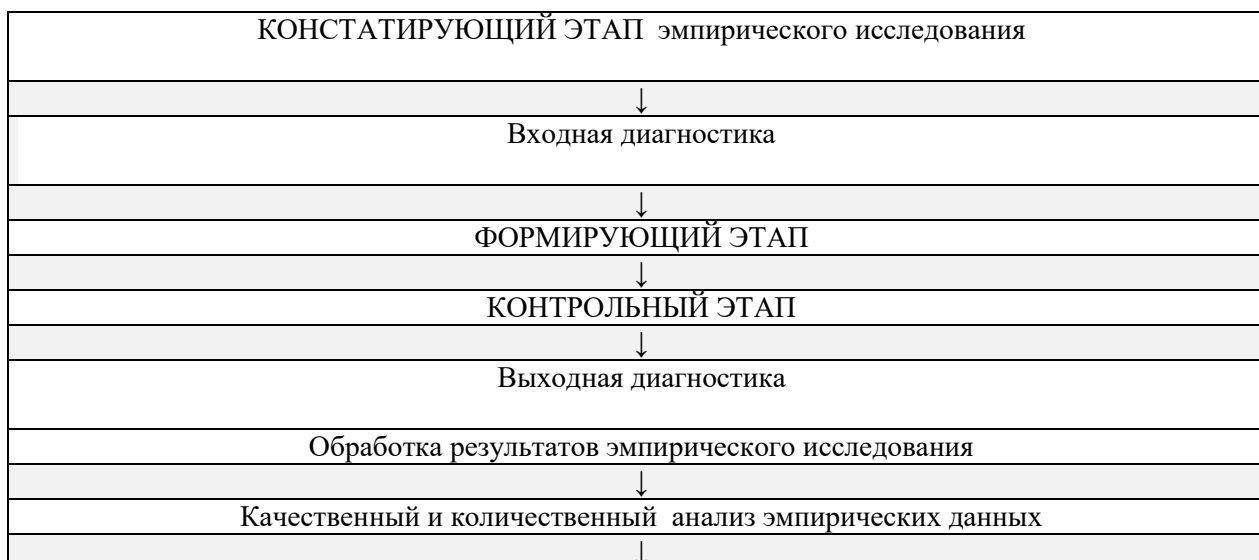 КОНСТАТИРУЮЩИЙ ЭТАП  эмпирического исследования
↓
Входная диагностика
↓
ФОРМИРУЮЩИЙ ЭТАП
↓
КОНТРОЛЬНЫЙ ЭТАП
↓
Выходная диагностика
Обработка результатов эмпирического исследования
↓
Качественный и количественный  анализ эмпирических данных
↓